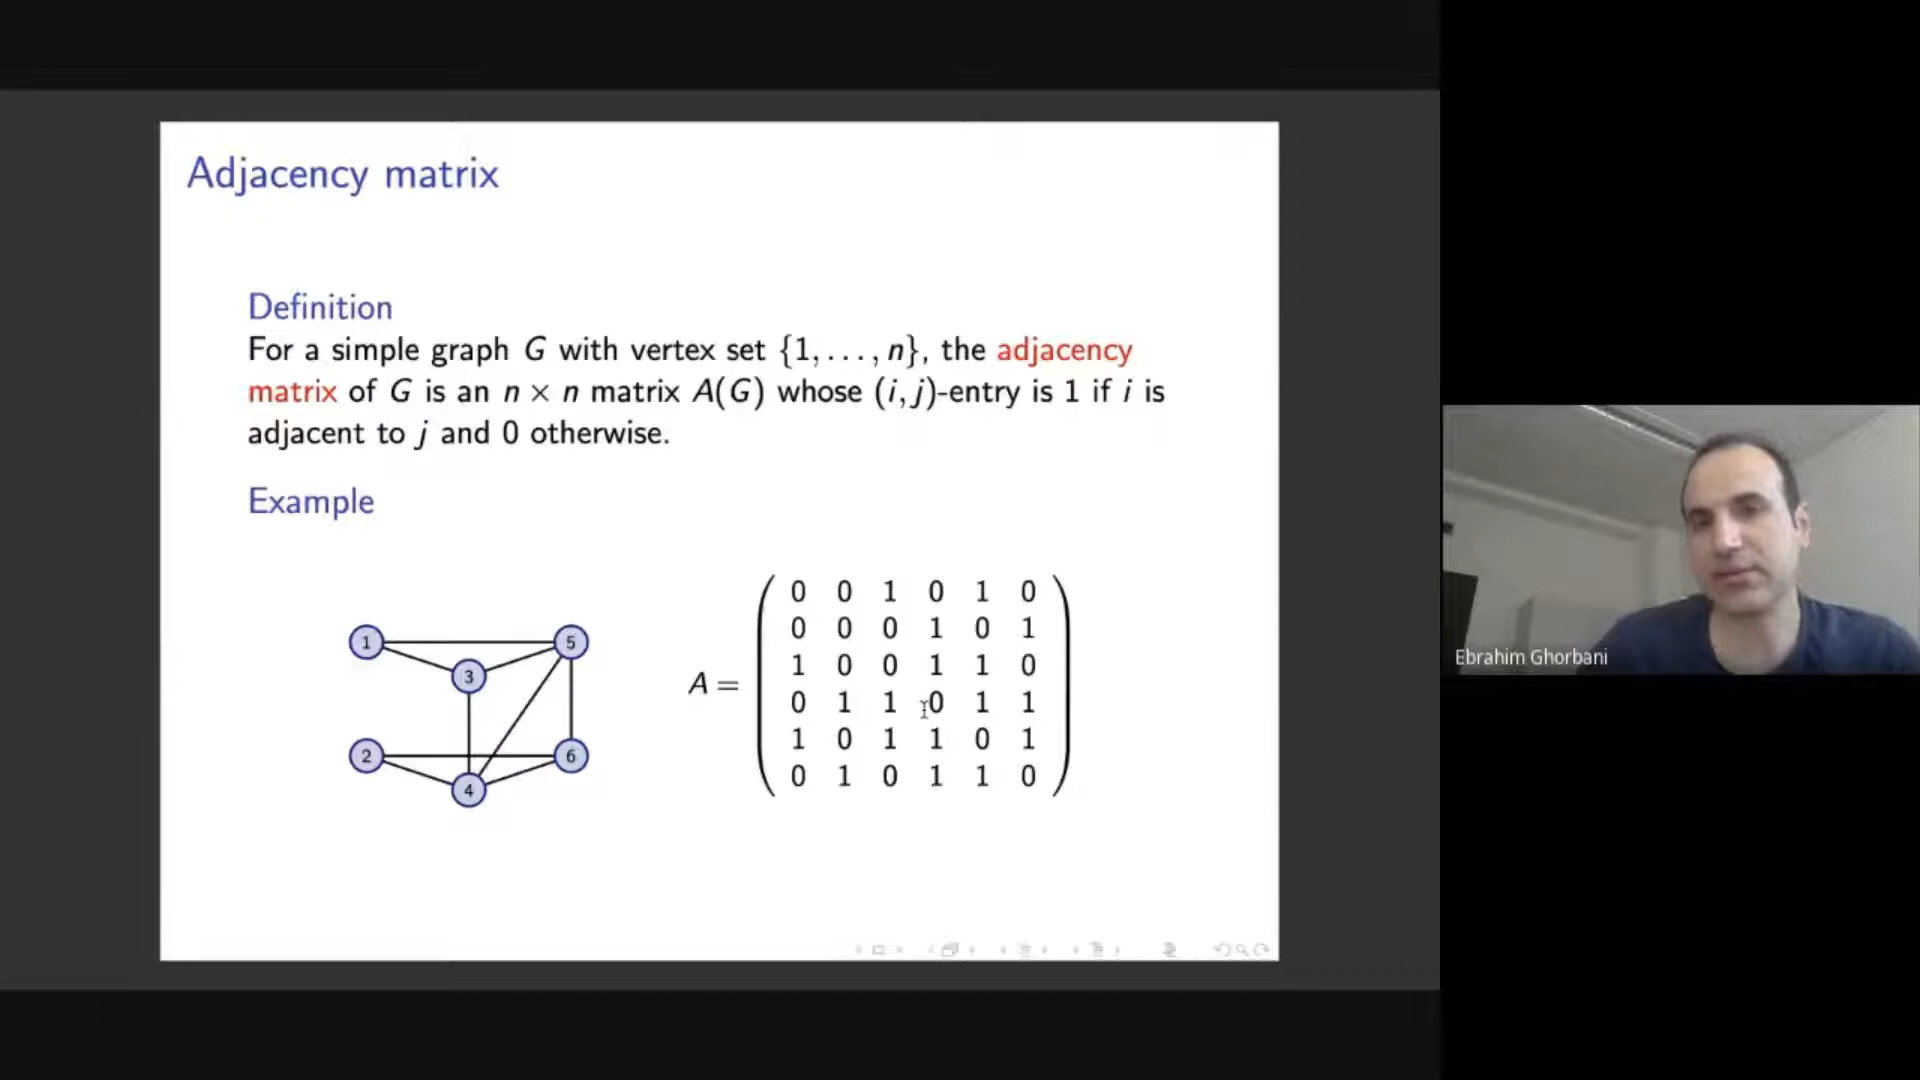 Adjacency matrix
Definition
For a simple graph G with vertex set {1, . . . , n}, the adjacency
matrix of G is an n × n matrix A(G) whose (i, j)-entry is 1 if i is
adjacent to j and 0 otherwise.
Example
1 5
3
2 6
4
A =
0 0 1 0 1 0
0 0 0 1 0 1
1 0 0 1 1 0
0 1 1 0 1 1
1 0 1 1 0 1
0 1 0 1 1 0
Ebrahim Ghorbani